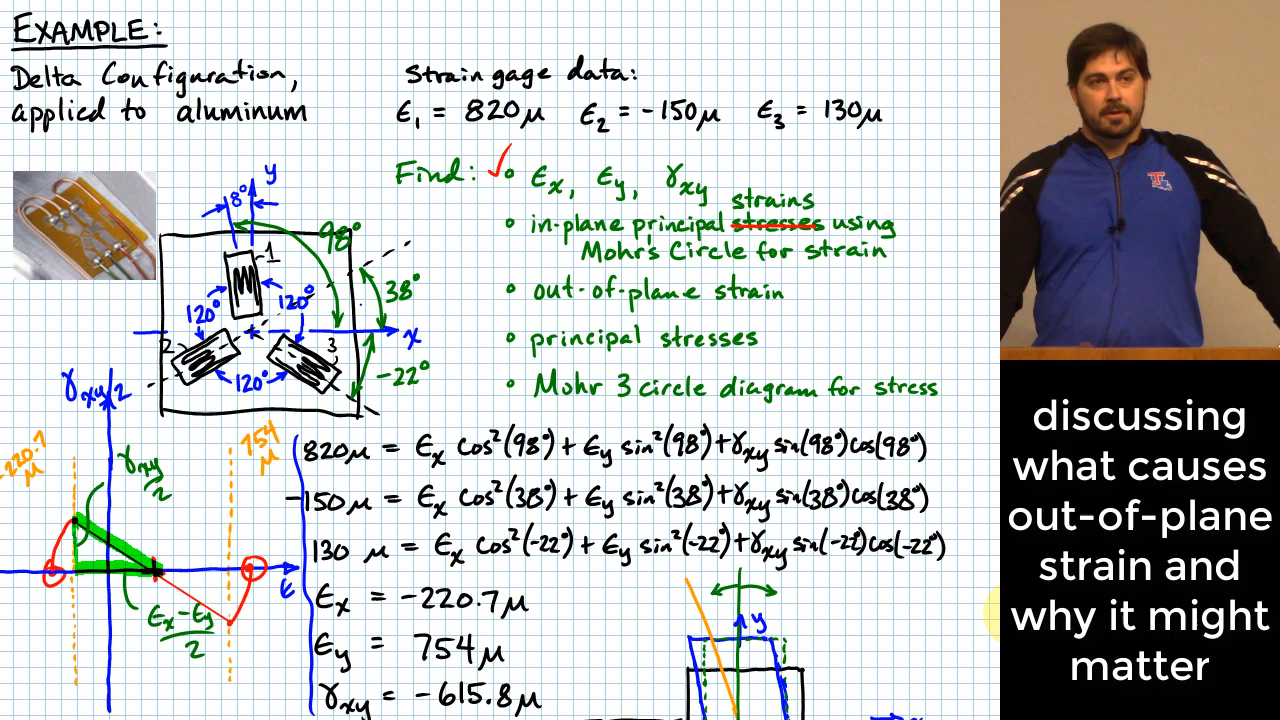 EXAMPLE:
Delta Configuration,
applied to aluminum
Strain gage data:
ϵ₁ = 820μ ϵ₂ = -150μ ϵ₃ = 130μ
Find: ✓◦ ϵx, ϵy, γxy
strains
◦ in-plane principal stresses using
Mohr's Circle for strain
◦ out-of-plane strain
◦ principal stresses
◦ Mohr 3 circle diagram for stress
y
8°
98°
1
38°
120° 120°
x
2 3
120°
-22°
γxy/2
-220.7
μ
754
μ
γxy
2
ϵ
ϵx - ϵy
2
820μ = ϵx cos²(98°) + ϵy sin²(98°) + γxy sin(98°)cos(98°)
-150μ = ϵx cos²(38°) + ϵy sin²(38°) + γxy sin(38°)cos(38°)
130 μ = ϵx cos²(-22°) + ϵy sin²(-22°) + γxy sin(-22°)cos(-22°)
ϵx = -220.7μ
ϵy = 754μ
γxy = -615.8μ
y
T
discussing
what causes
out-of-plane
strain and
why it might
matter